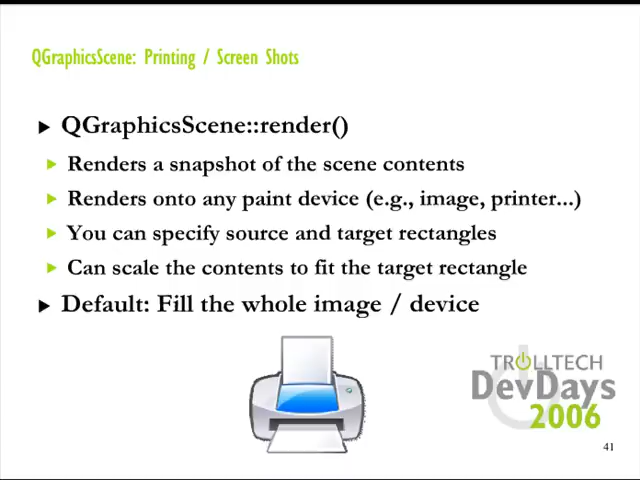 QGraphicsScene: Printing / Screen Shots
QGraphicsScene::render()
Renders a snapshot of the scene contents
Renders onto any paint device (e.g., image, printer...)
You can specify source and target rectangles
Can scale the contents to fit the target rectangle
Default: Fill the whole image / device
TROLLTECH
DevDays
2006
41